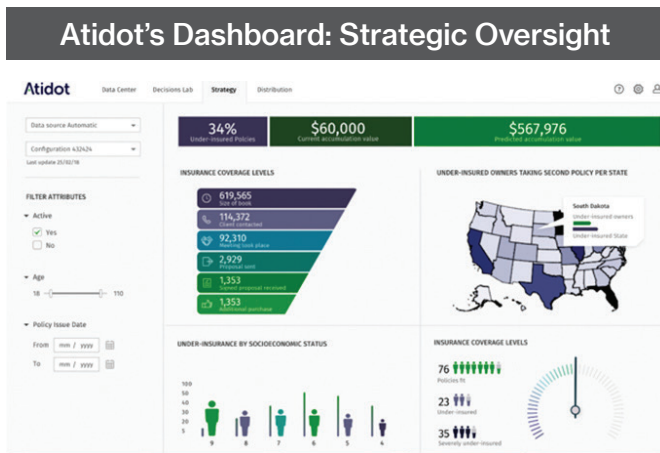 Atidot's Dashboard: Strategic Oversight
Atidot
Data Center
Decisions Lab
Strategy
Distribution
Data source Automatic
Configuration 432424
Last update 25/02/18
FILTER ATTRIBUTES
Active
Yes
No
Age
18
110
Policy Issue Date
From
mm / yyyy
To
mm / yyyy
34%
Under-insured Policies
$60,000
Current accumulation value
$567,976
Predicted accumulation value
INSURANCE COVERAGE LEVELS
619,565
Size of book
114,372
Client contacted
92,310
Meeting took place
2,929
Proposal sent
1,353
Signed proposal received
1,353
Additional purchase
UNDER-INSURED OWNERS TAKING SECOND POLICY PER STATE
South Dakota
Under-insured owners
Under-insured State
UNDER-INSURANCE BY SOCIOECONOMIC STATUS
100
50
40
30
20
5
9
8
7
6
5
4
INSURANCE COVERAGE LEVELS
76
Policies fit
23
Under-insured
35
Severely under-insured